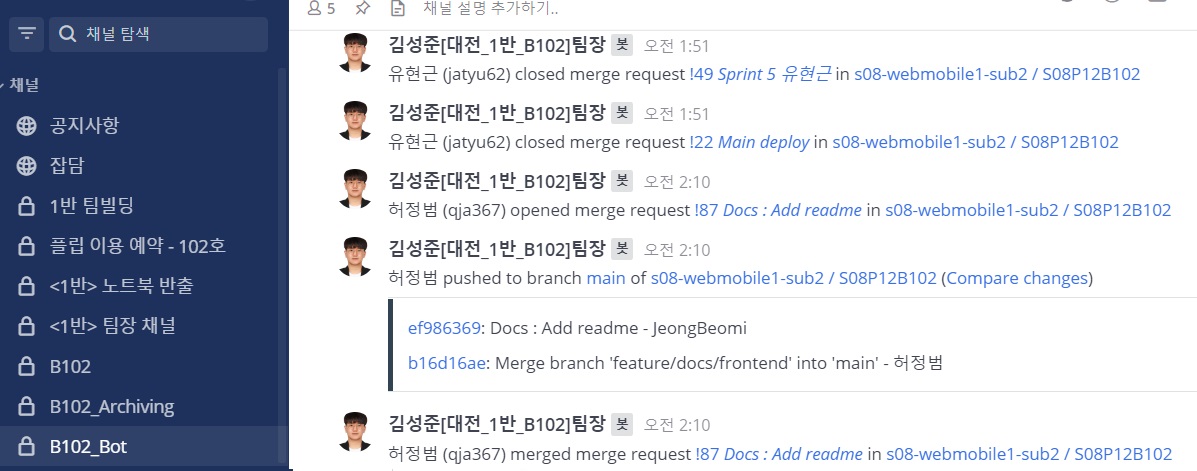 채널 탐색
채널
공지사항
잡담
1반 팀빌딩
플립 이용 예약 - 102호
<1반> 노트북 반출
<1반> 팀장 채널
B102
B102_Archiving
B102_Bot
5 채널 설명 추가하기..
김성준[대전_1반_B102]팀장 봇 오전 1:51
유현근 (jatyu62) closed merge request !49 Sprint 5 유현근 in s08-webmobile1-sub2 / S08P12B102
김성준[대전_1반_B102]팀장 봇 오전 1:51
유현근 (jatyu62) closed merge request !22 Main deploy in s08-webmobile1-sub2 / S08P12B102
김성준[대전_1반_B102]팀장 봇 오전 2:10
허정범 (qja367) opened merge request !87 Docs : Add readme in s08-webmobile1-sub2 / S08P12B102
김성준[대전_1반_B102]팀장 봇 오전 2:10
허정범 pushed to branch main of s08-webmobile1-sub2 / S08P12B102 (Compare changes)
ef986369: Docs : Add readme - JeongBeomi
b16d16ae: Merge branch 'feature/docs/frontend' into 'main' - 허정범
김성준[대전_1반_B102]팀장 봇 오전 2:10
허정범 (qja367) merged merge request !87 Docs : Add readme in s08-webmobile1-sub2 / S08P12B102